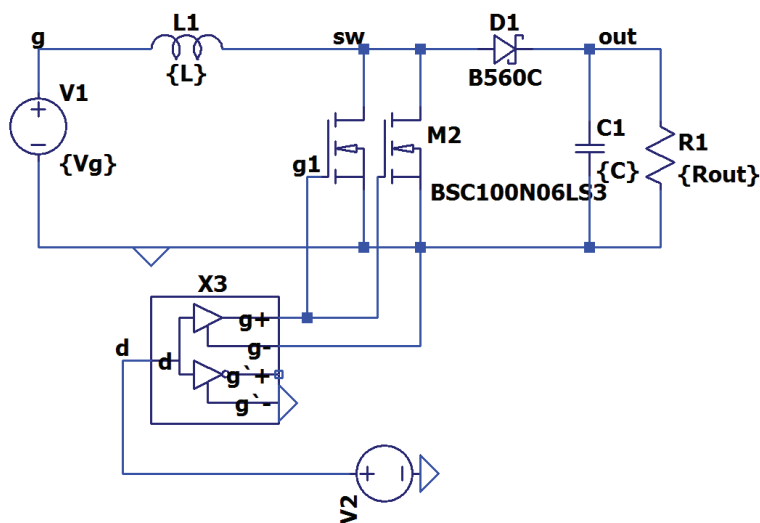 L1
g
sw
D1
out
{L}
B560C
V1
{Vg}
C1
{C}
R1
{Rout}
M2
g1
BSC100N06LS3
X3
g+
g-
d
d
g`+
g`-
V2